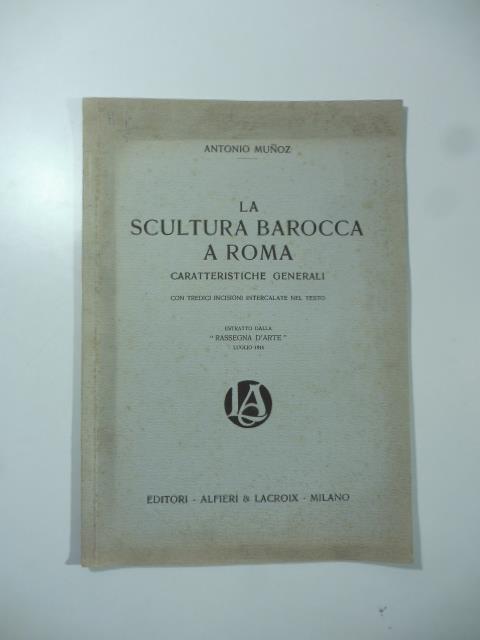 ANTONIO MUÑOZ
LA
SCULTURA BAROCCA
A ROMA
CARATTERISTICHE GENERALI
CON TREDICI INCISIONI INTERCALATE NEL TESTO
ESTRATTO DALLA
"RASSEGNA D'ARTE"
LUGLIO
EDITORI - ALFIERI & LACROIX - MILANO